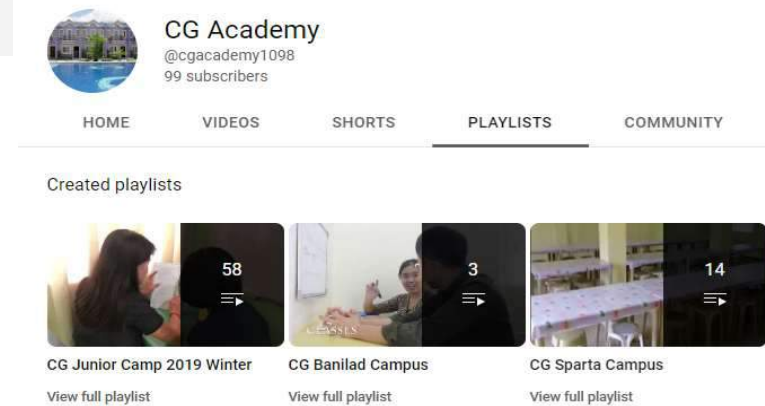 CG Academy
@cgacademy1098
99 subscribers
HOME VIDEOS SHORTS PLAYLISTS COMMUNITY
Created playlists
58 3 14
CLASSES
CG Junior Camp 2019 Winter CG Banilad Campus CG Sparta Campus
View full playlist View full playlist View full playlist